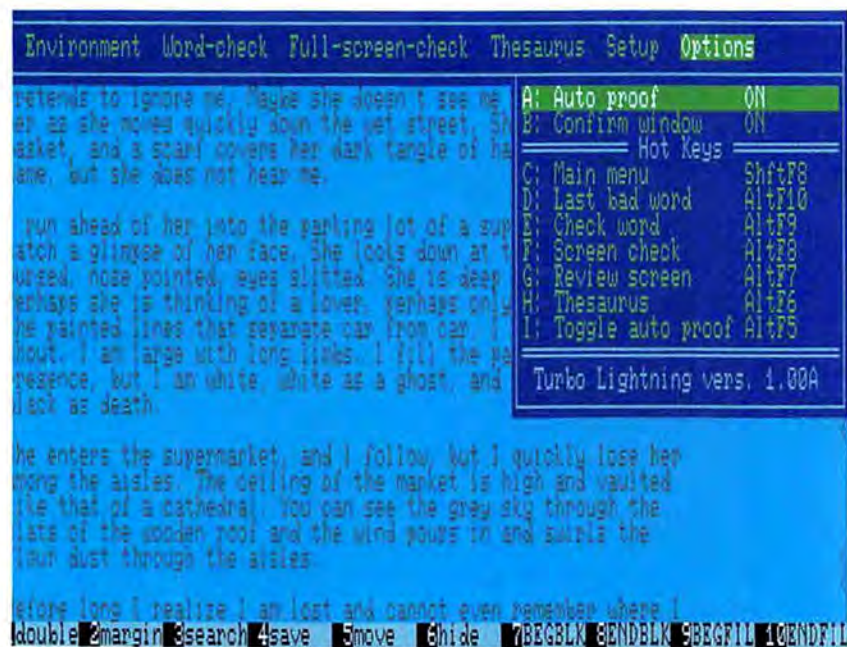 Environment Word-check Full-screen-check Thesaurus Setup Options
A: Auto proof ON
B: Confirm window ON
Hot Keys
C: Main menu ShftF8
D: Last bad word AltF10
E: Check word AltF9
F: Screen check AltF8
G: Review screen AltF7
H: Thesaurus AltF6
I: Toggle auto proof AltF5
Turbo Lightning vers. 1.00A
retends to ignore me. Maybe she doesn't see me
er as she moves quickly down the wet street. Sh
asket, and a scarf covers her dark tangle of ha
ame, but she does not hear me.
run ahead of her into the parking lot of a sup
atch a glimpse of her face. She looks down at t
ursed, nose pointed, eyes slitted. She is deep
erhaps she is thinking of a lover, perhaps only
he painted lines that separate car from car. I
hout. I am large with long limbs. I fill the pa
resence, but I am white, white as a ghost, and
lack as death.
he enters the supermarket, and I follow, but I quickly lose her
mong the aisles. The ceiling of the market is high and vaulted
ike that of a cathedral. You can see the grey sky through the
lats of the wooden roof and the wind pours in and swirls the
lour dust through the aisles.
efore long I realize I am lost and cannot even remember where I
1double 2margin 3search 4save 5move 6hide 7BEGBLK 8ENDBLK 9BEGFIL 10ENDFIL